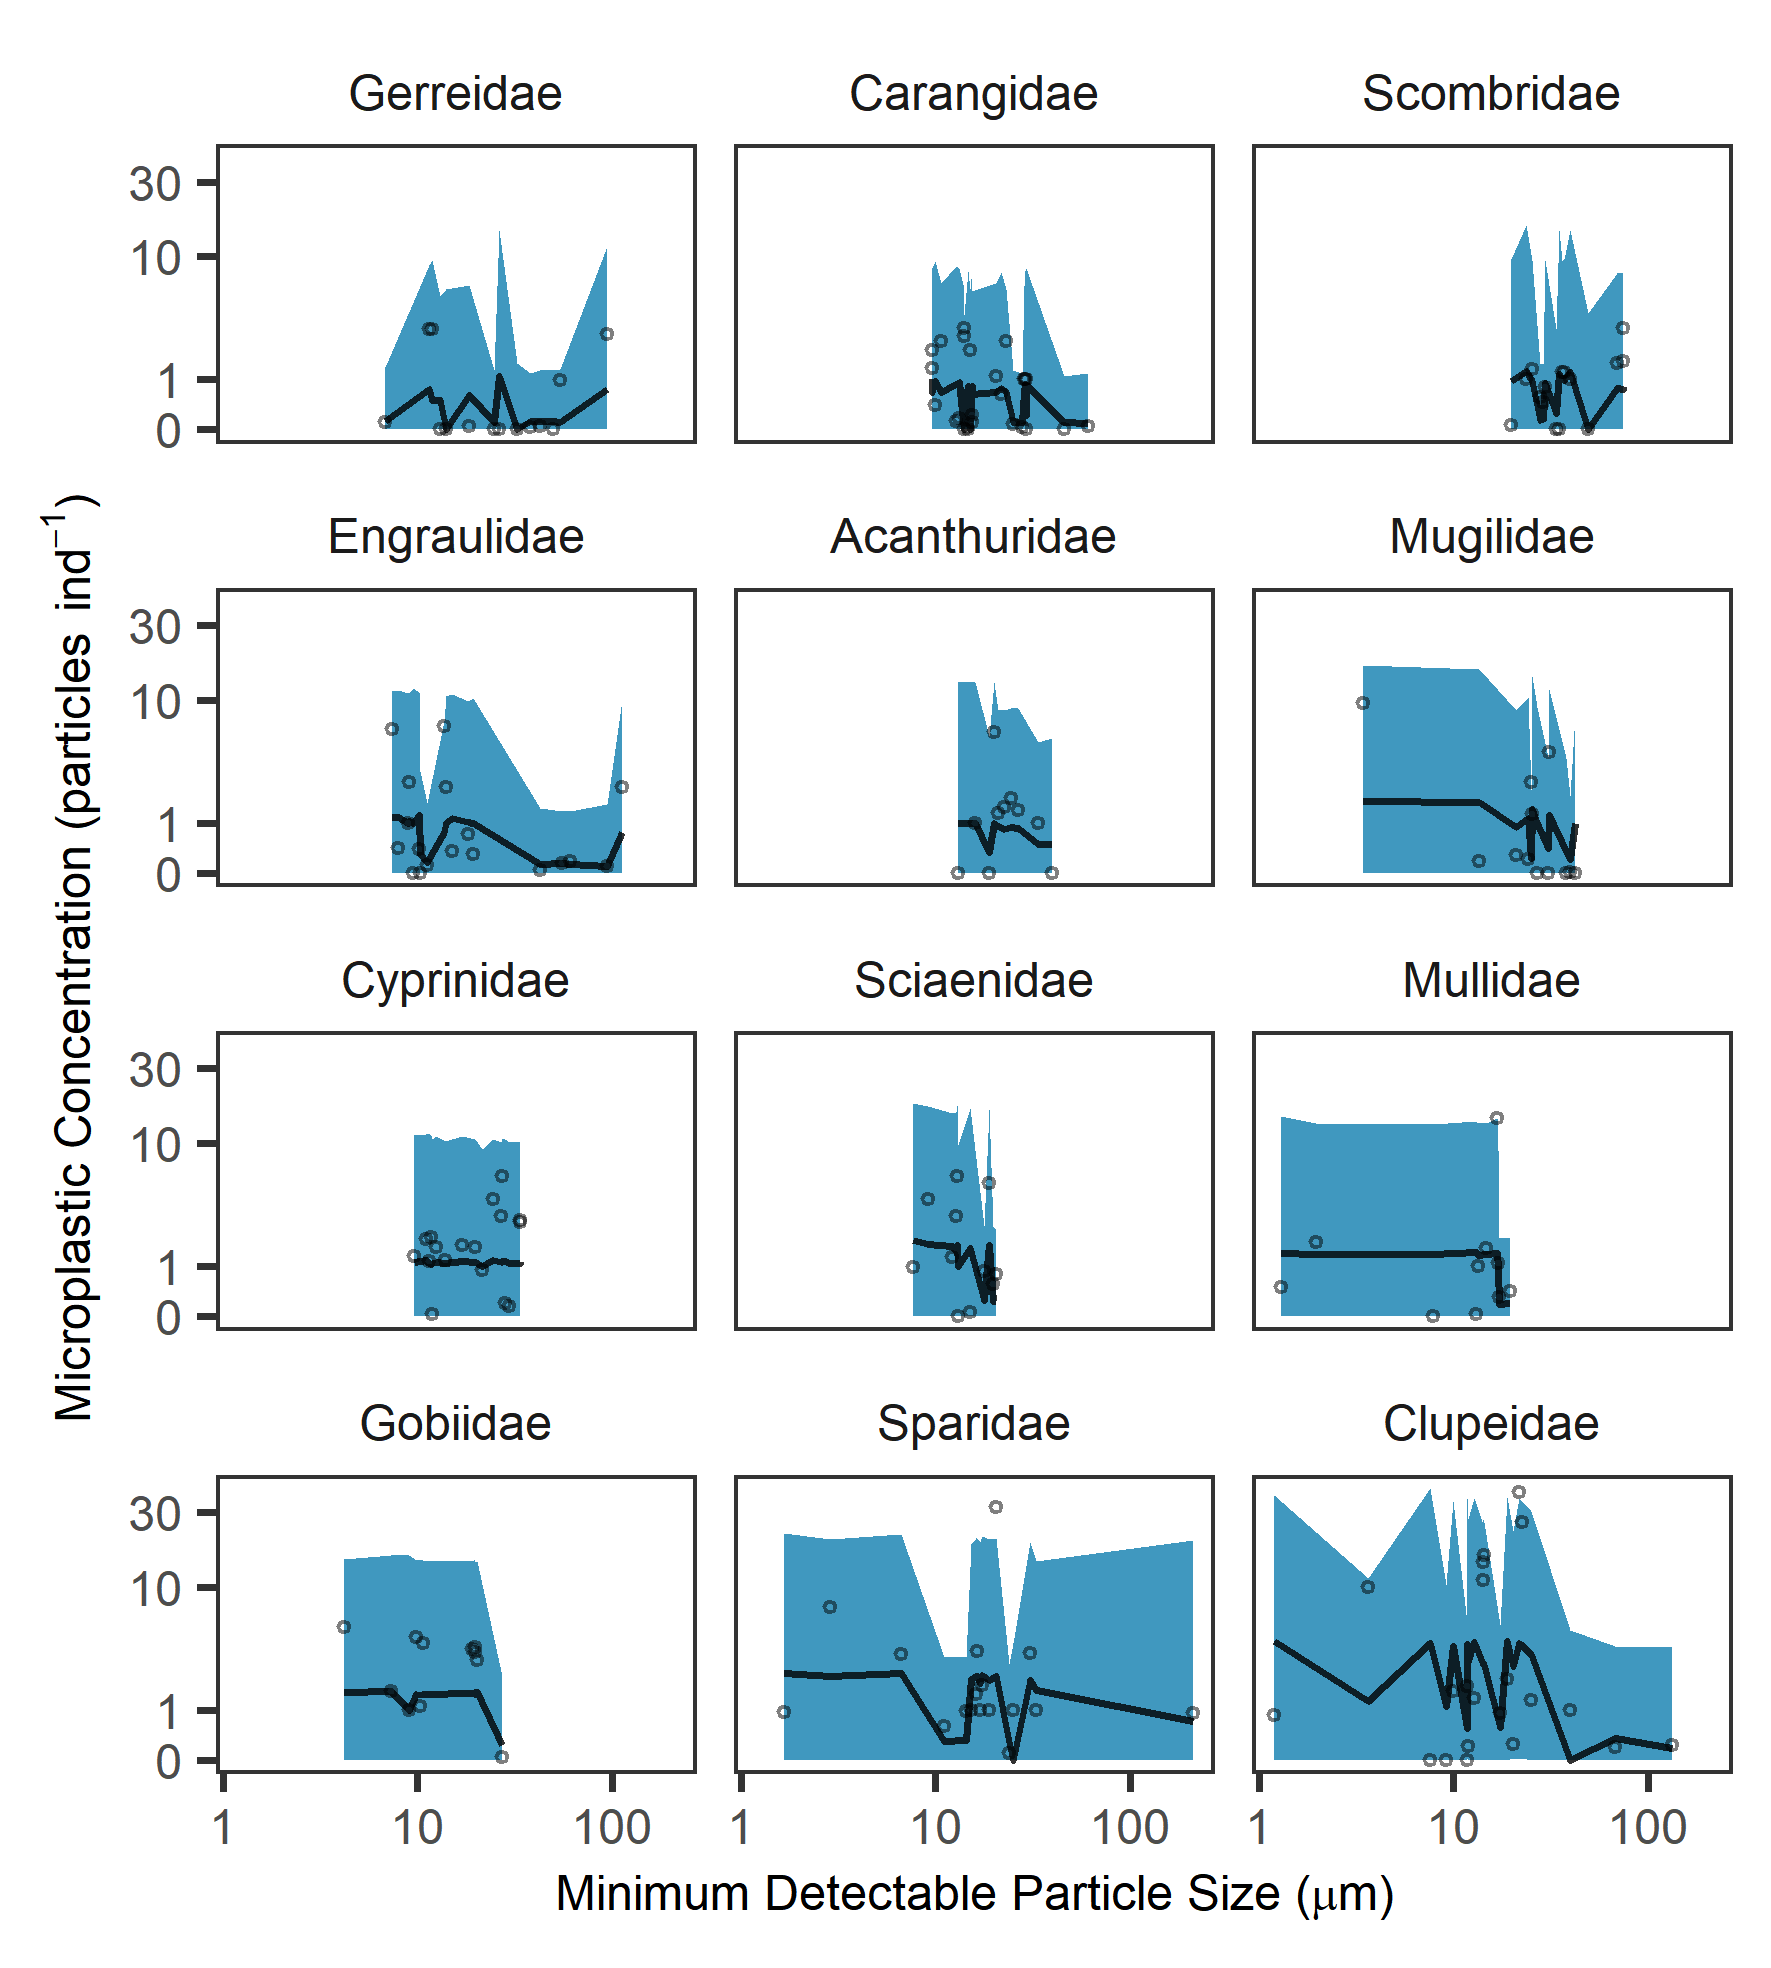 Gerreidae Carangidae Scombridae
30
10
1
0
Engraulidae Acanthuridae Mugilidae
30
10
1
0
Cyprinidae Sciaenidae Mullidae
30
10
1
0
Gobiidae Sparidae Clupeidae
30
10
1
0
1 10 100 1 10 100 1 10 100
Minimum Detectable Particle Size (μm)
Microplastic Concentration (particles ind⁻¹)